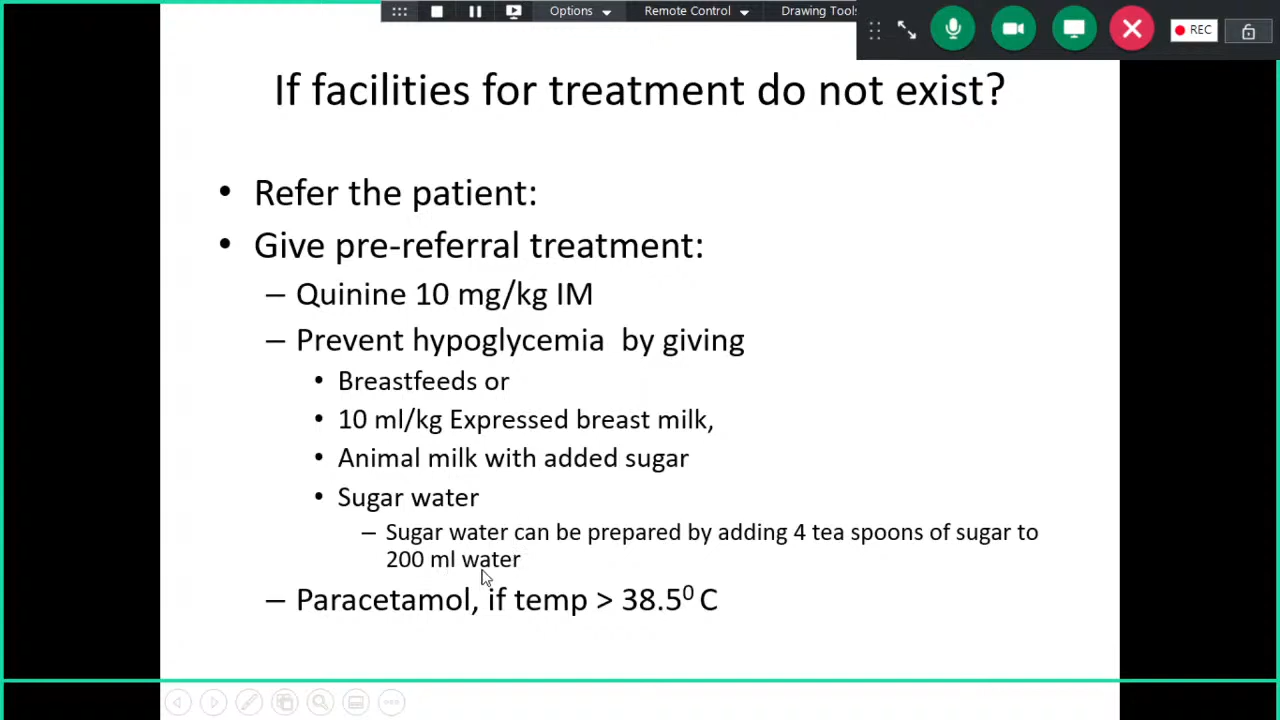 Options Remote Control Drawing Tools
REC
If facilities for treatment do not exist?
• Refer the patient:
• Give pre-referral treatment:
– Quinine 10 mg/kg IM
– Prevent hypoglycemia by giving
• Breastfeeds or
• 10 ml/kg Expressed breast milk,
• Animal milk with added sugar
• Sugar water
– Sugar water can be prepared by adding 4 tea spoons of sugar to
200 ml water
– Paracetamol, if temp > 38.5⁰ C